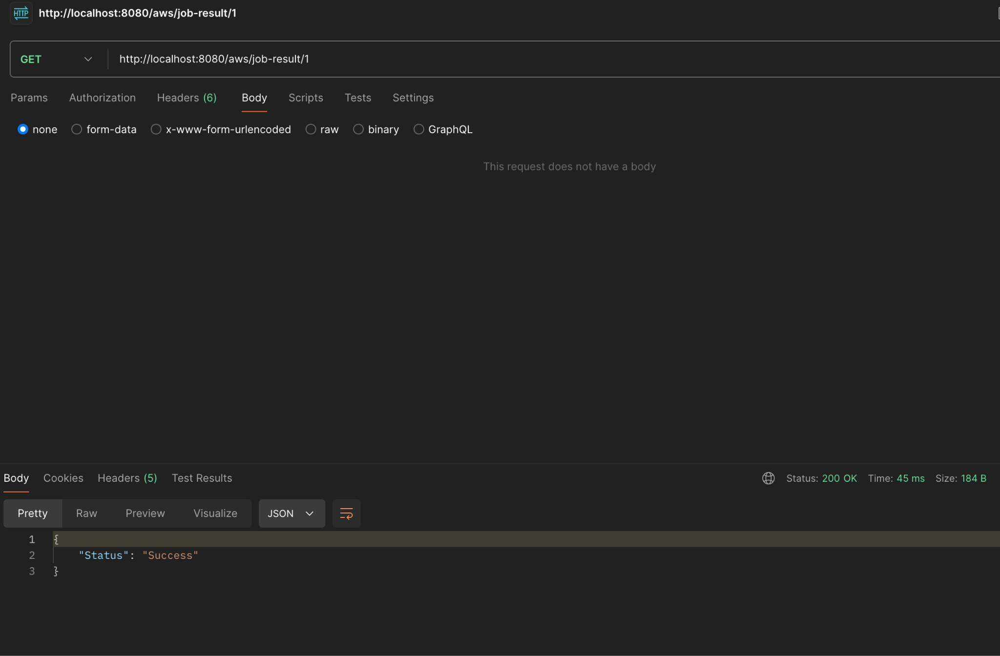 HTTP http://localhost:8080/aws/job-result/1
GET http://localhost:8080/aws/job-result/1
Params Authorization Headers (6) Body Scripts Tests Settings
none form-data x-www-form-urlencoded raw binary GraphQL
This request does not have a body
Body Cookies Headers (5) Test Results Status: 200 OK Time: 45 ms Size: 184 B
Pretty Raw Preview Visualize JSON
1 {
2 "Status": "Success"
3 }